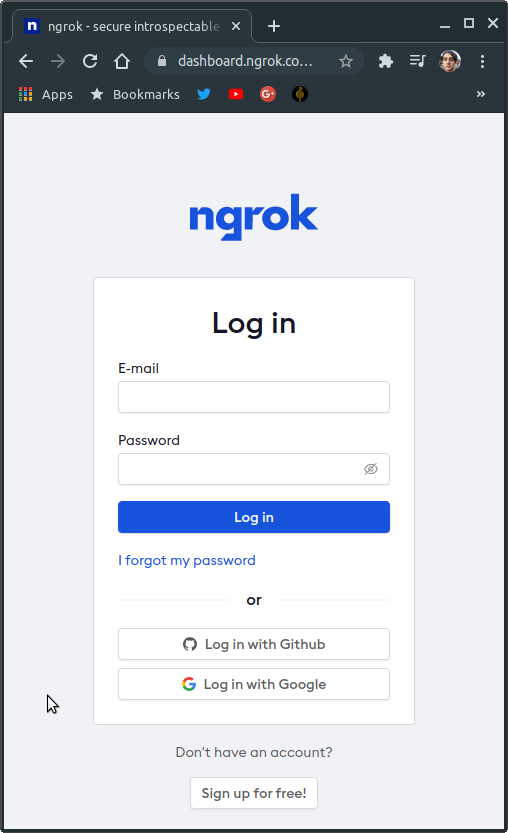 ngrok - secure introspectable
dashboard.ngrok.co...
Apps
Bookmarks
»
ngrok
Log in
E-mail
Password
Log in
I forgot my password
or
Log in with Github
Log in with Google
Don't have an account?
Sign up for free!